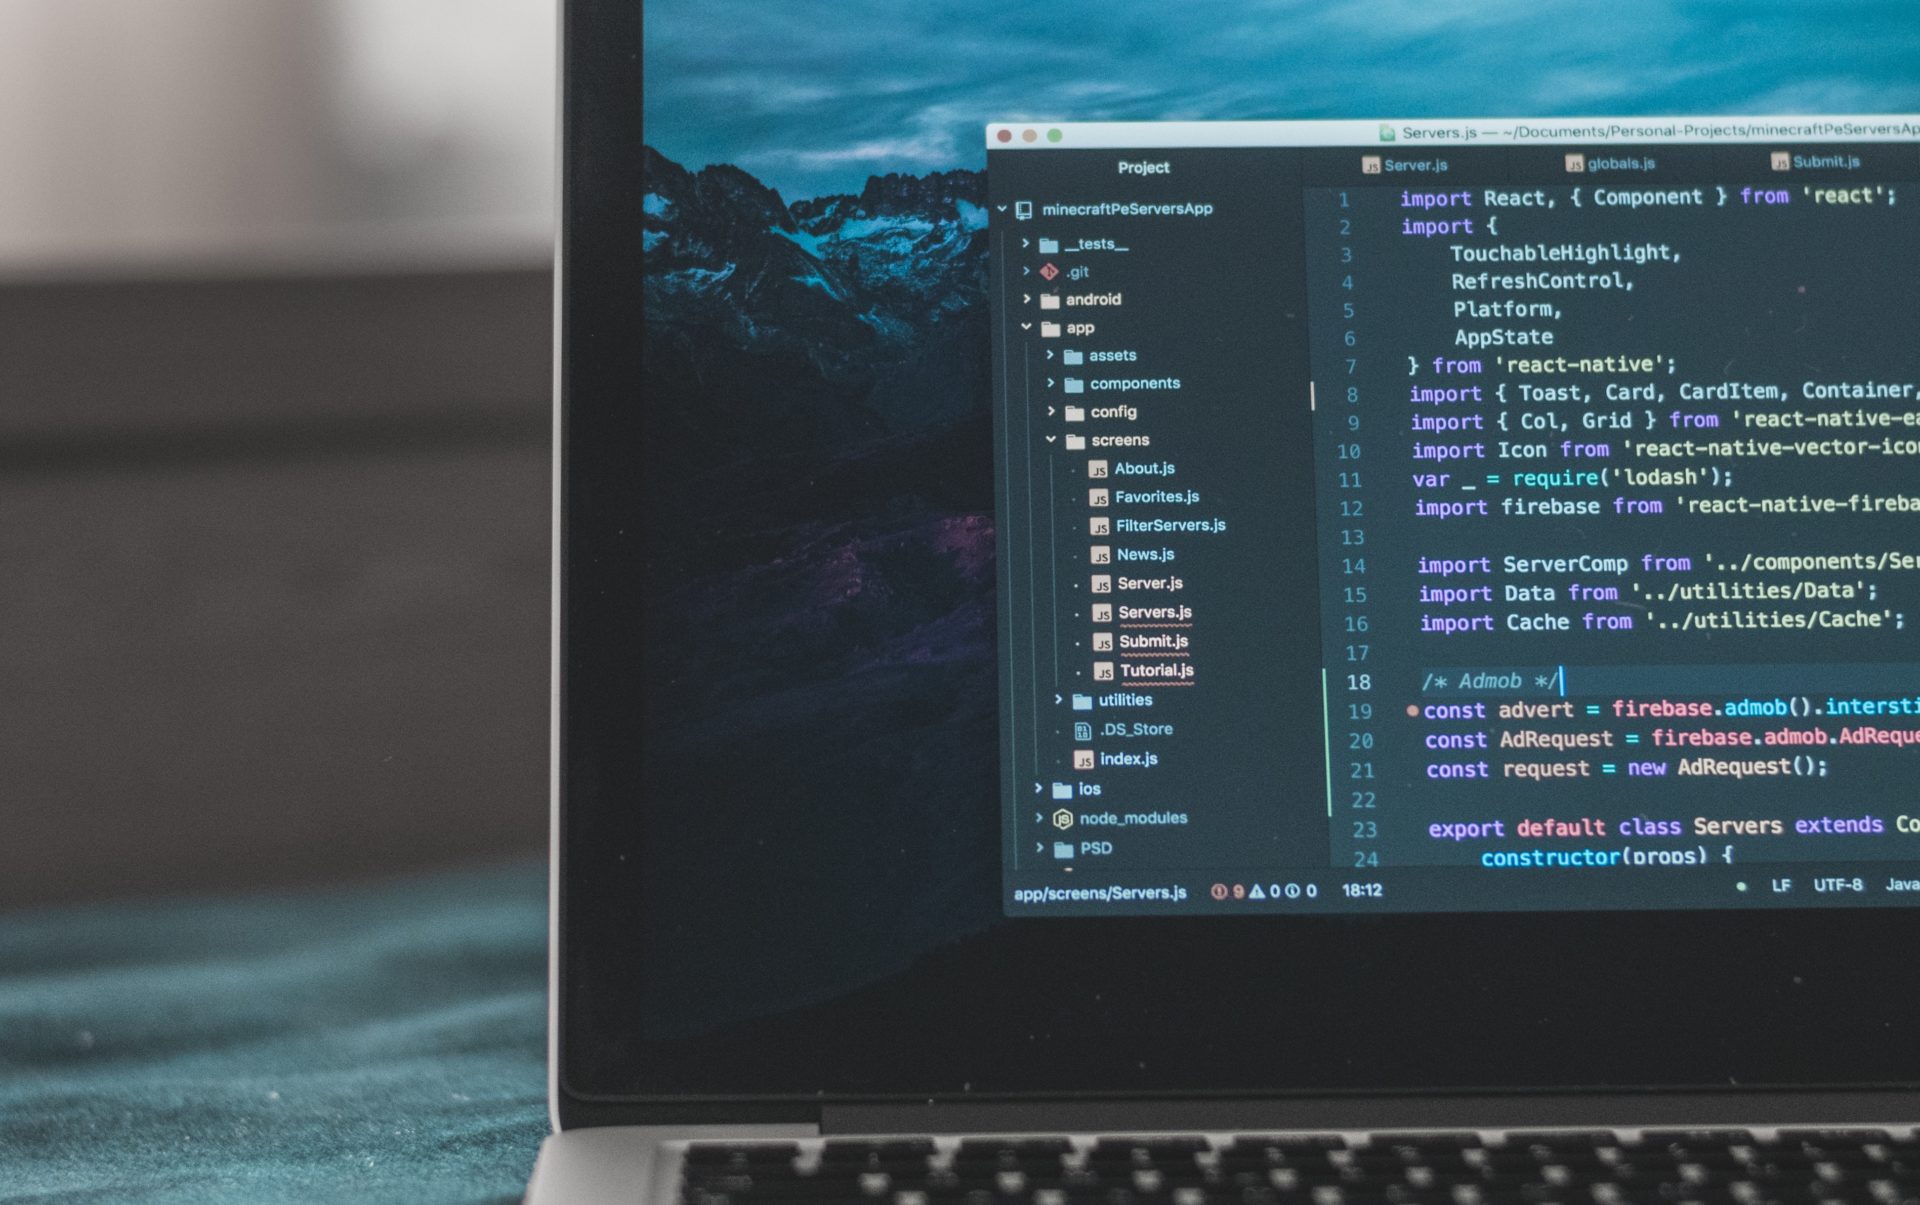 Servers.js — ~/Documents/Personal-Projects/minecraftPeServersAp
Project
Server.js
globals.js
Submit.js
minecraftPeServersApp
__tests__
.git
android
app
assets
components
config
screens
About.js
Favorites.js
FilterServers.js
News.js
Server.js
Servers.js
Submit.js
Tutorial.js
utilities
.DS_Store
index.js
ios
node_modules
PSD
1 import React, { Component } from 'react';
2 import {
3 TouchableHighlight,
4 RefreshControl,
5 Platform,
6 AppState
7 } from 'react-native';
8 import { Toast, Card, CardItem, Container,
9 import { Col, Grid } from 'react-native-ea
10 import Icon from 'react-native-vector-ico
11 var _ = require('lodash');
12 import firebase from 'react-native-fireba
13
14 import ServerComp from '../components/Ser
15 import Data from '../utilities/Data';
16 import Cache from '../utilities/Cache';
17
18 /* Admob */
19 const advert = firebase.admob().intersti
20 const AdRequest = firebase.admob.AdReque
21 const request = new AdRequest();
22
23 export default class Servers extends Co
24 constructor(props) {
app/screens/Servers.js 9 0 0 18:12 LF UTF-8 Java